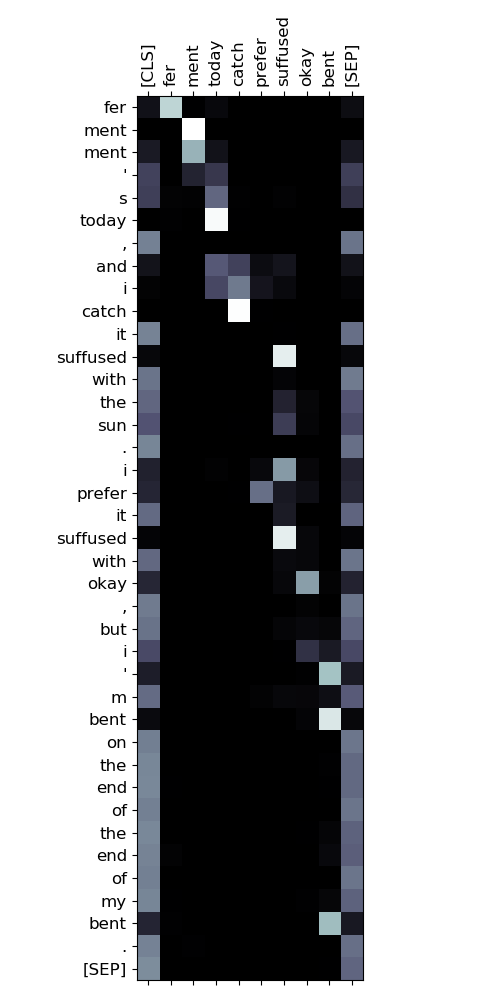 [CLS]
fer
ment
today
catch
prefer
suffused
okay
bent
[SEP]
fer
ment
ment
'
s
today
,
and
i
catch
it
suffused
with
the
sun
.
i
prefer
it
suffused
with
okay
,
but
i
'
m
bent
on
the
end
of
the
end
of
my
bent
.
[SEP]